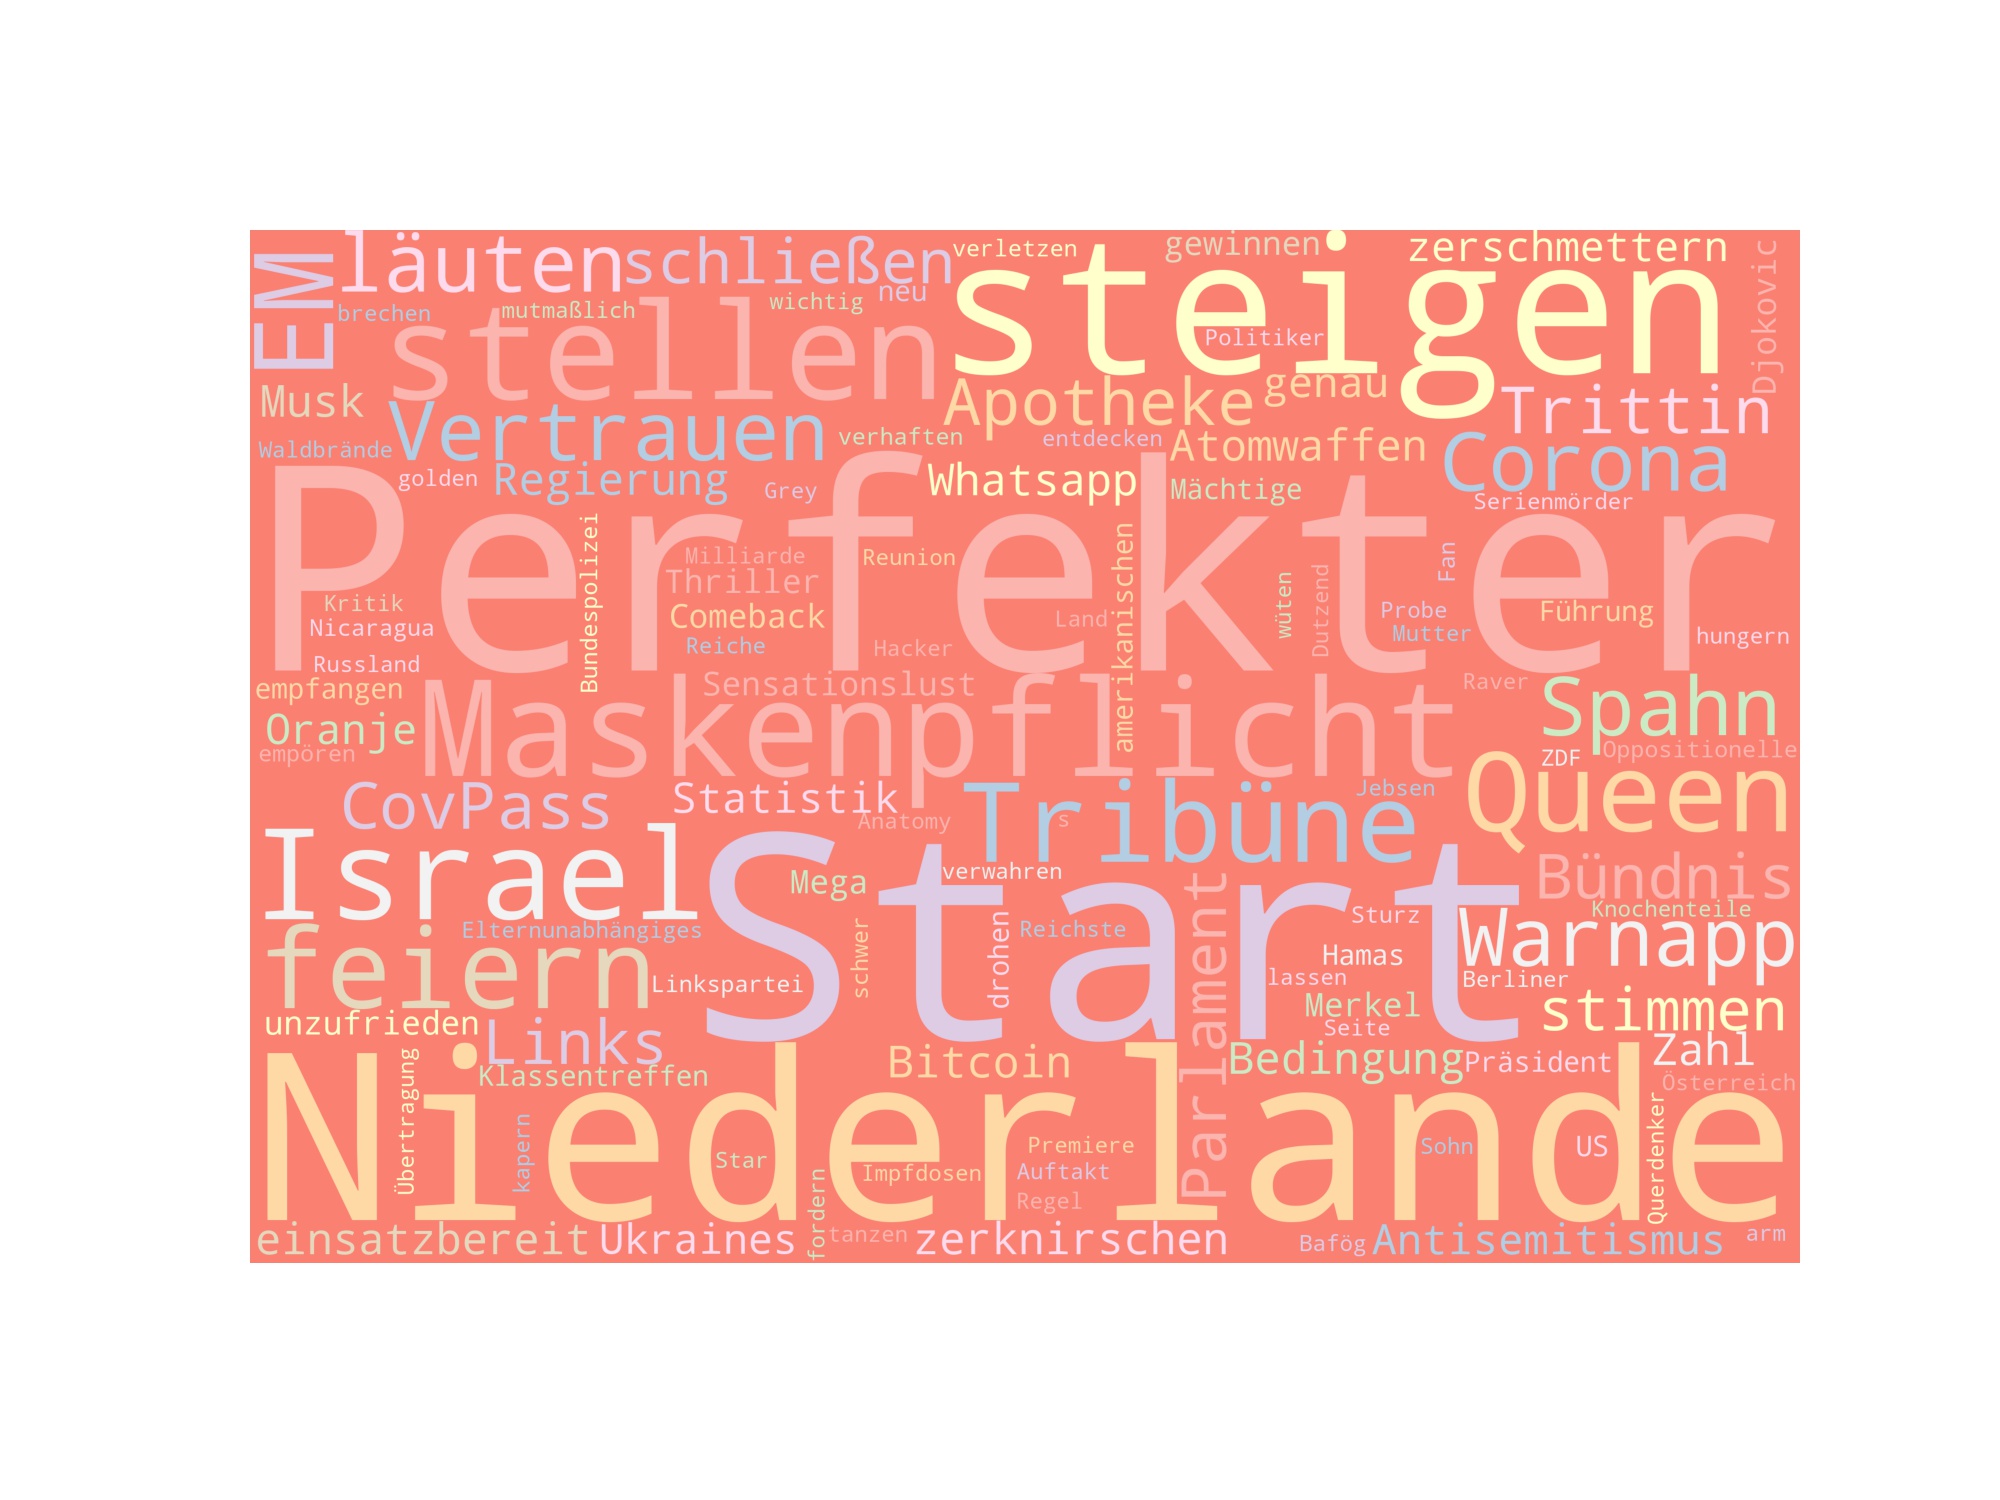 EM
läuten
schließen
verletzen
gewinnen
zerschmettern
Djokovic
steigen
brechen
mutmaßlich
wichtig
neu
stellen
Politiker
Musk
Vertrauen
Apotheke
genau
Trittin
Waldbrände
verhaften
entdecken
Atomwaffen
Corona
golden
Regierung
Grey
Whatsapp
Mächtige
Serienmörder
Perfekter
Bundespolizei
Milliarde
Reunion
amerikanischen
Thriller
wüten
Dutzend
Fan
Kritik
Comeback
Land
Probe
Führung
Nicaragua
Reiche
Hacker
Mutter
hungern
Russland
empfangen
Sensationslust
Raver
Maskenpflicht
Spahn
Oranje
empören
ZDF
Oppositionelle
CovPass
Statistik
Anatomy
Tribüne
s
Jebsen
Queen
Israel
Start
Mega
verwahren
Parlament
Bündnis
Elternunabhängiges
schwer
drohen
Reichste
Sturz
Knochenteile
Warnapp
feiern
Linkspartei
Hamas
lassen
Berliner
unzufrieden
Merkel
stimmen
Links
Seite
Zahl
Klassentreffen
Bitcoin
Bedingung
Präsident
Österreich
Niederlande
Übertragung
kapern
Star
Impfdosen
Premiere
Auftakt
Regel
Sohn
US
Querdenker
einsatzbereit
Ukraines
fordern
tanzen
zerknirschen
Bafög
Antisemitismus
arm